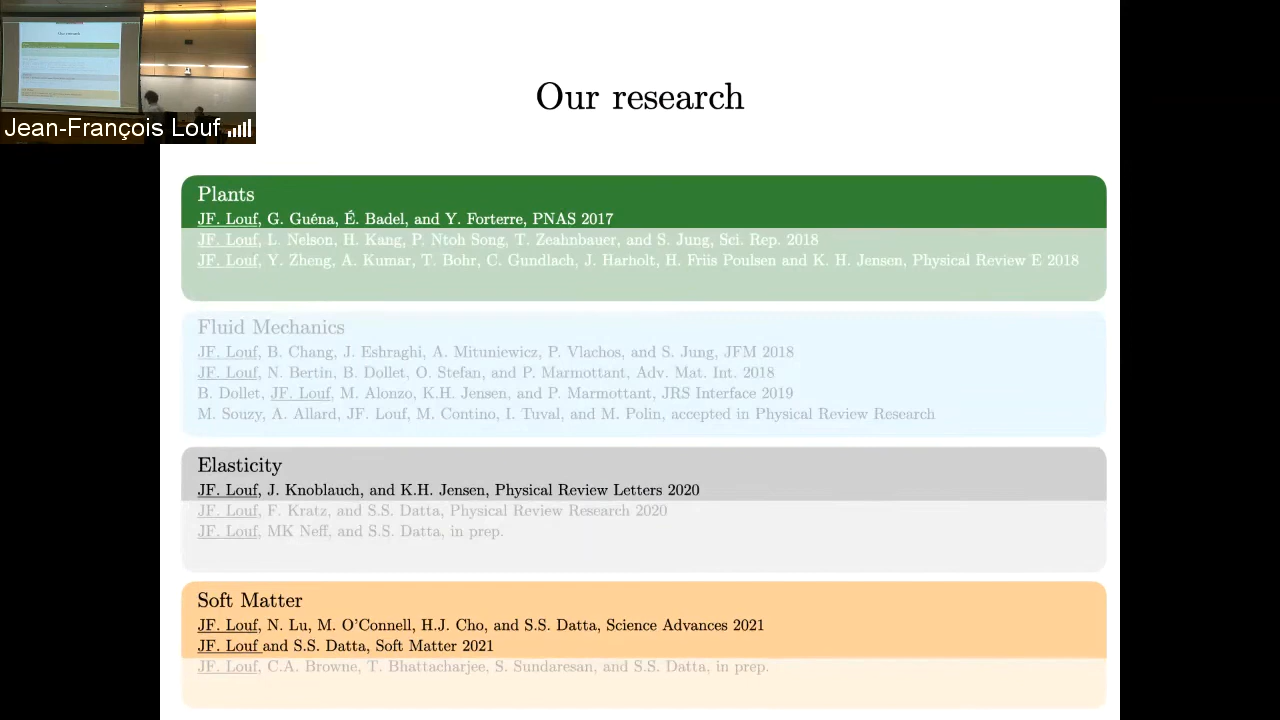 Our research
Jean-François Louf
Plants
JF. Louf, G. Guéna, É. Badel, and Y. Forterre, PNAS 2017
JF. Louf, L. Nelson, H. Kang, P. Ntoh Song, T. Zeahnbauer, and S. Jung, Sci. Rep. 2018
JF. Louf, Y. Zheng, A. Kumar, T. Bohr, C. Gundlach, J. Harholt, H. Friis Poulsen and K. H. Jensen, Physical Review E 2018
Fluid Mechanics
JF. Louf, B. Chang, J. Eshraghi, A. Mituniewicz, P. Vlachos, and S. Jung, JFM 2018
JF. Louf, N. Bertin, B. Dollet, O. Stefan, and P. Marmottant, Adv. Mat. Int. 2018
B. Dollet, JF. Louf, M. Alonzo, K.H. Jensen, and P. Marmottant, JRS Interface 2019
M. Souzy, A. Allard, JF. Louf, M. Contino, I. Tuval, and M. Polin, accepted in Physical Review Research
Elasticity
JF. Louf, J. Knoblauch, and K.H. Jensen, Physical Review Letters 2020
JF. Louf, F. Kratz, and S.S. Datta, Physical Review Research 2020
JF. Louf, MK Neff, and S.S. Datta, in prep.
Soft Matter
JF. Louf, N. Lu, M. O'Connell, H.J. Cho, and S.S. Datta, Science Advances 2021
JF. Louf and S.S. Datta, Soft Matter 2021
JF. Louf, C.A. Browne, T. Bhattacharjee, S. Sundaresan, and S.S. Datta, in prep.